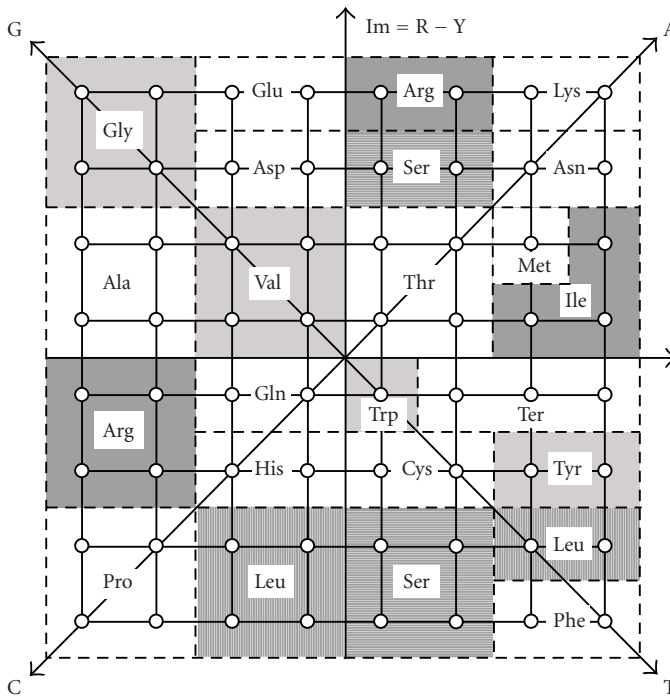 G
Im = R − Y
A
Glu
Arg
Lys
Gly
Asp
Ser
Asn
Ala
Val
Thr
Met
Ile
Gln
Trp
Ter
Arg
His
Cys
Tyr
Leu
Pro
Leu
Ser
Phe
C
T